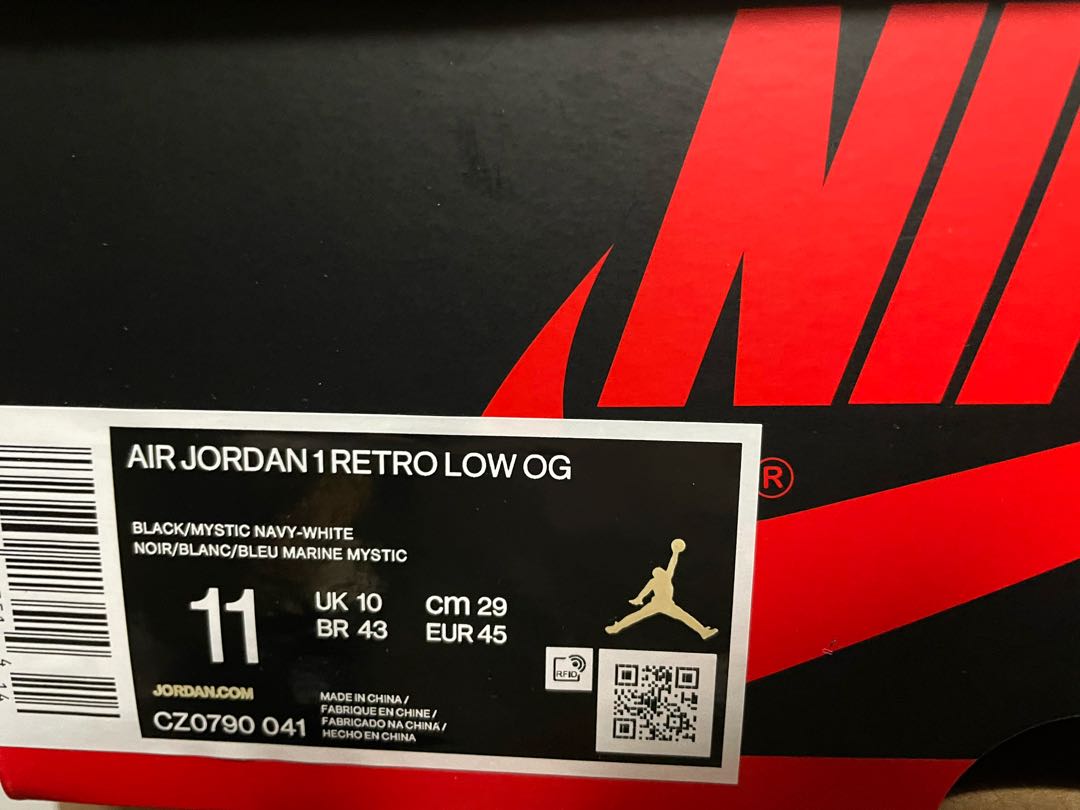 NI
®
AIR JORDAN 1 RETRO LOW OG
BLACK/MYSTIC NAVY-WHITE
NOIR/BLANC/BLEU MARINE MYSTIC
11
UK 10
cm 29
BR 43
EUR 45
RFID
JORDAN.COM
CZ0790 041
MADE IN CHINA /
FABRIQUE EN CHINE /
FABRICADO NA CHINA /
HECHO EN CHINA